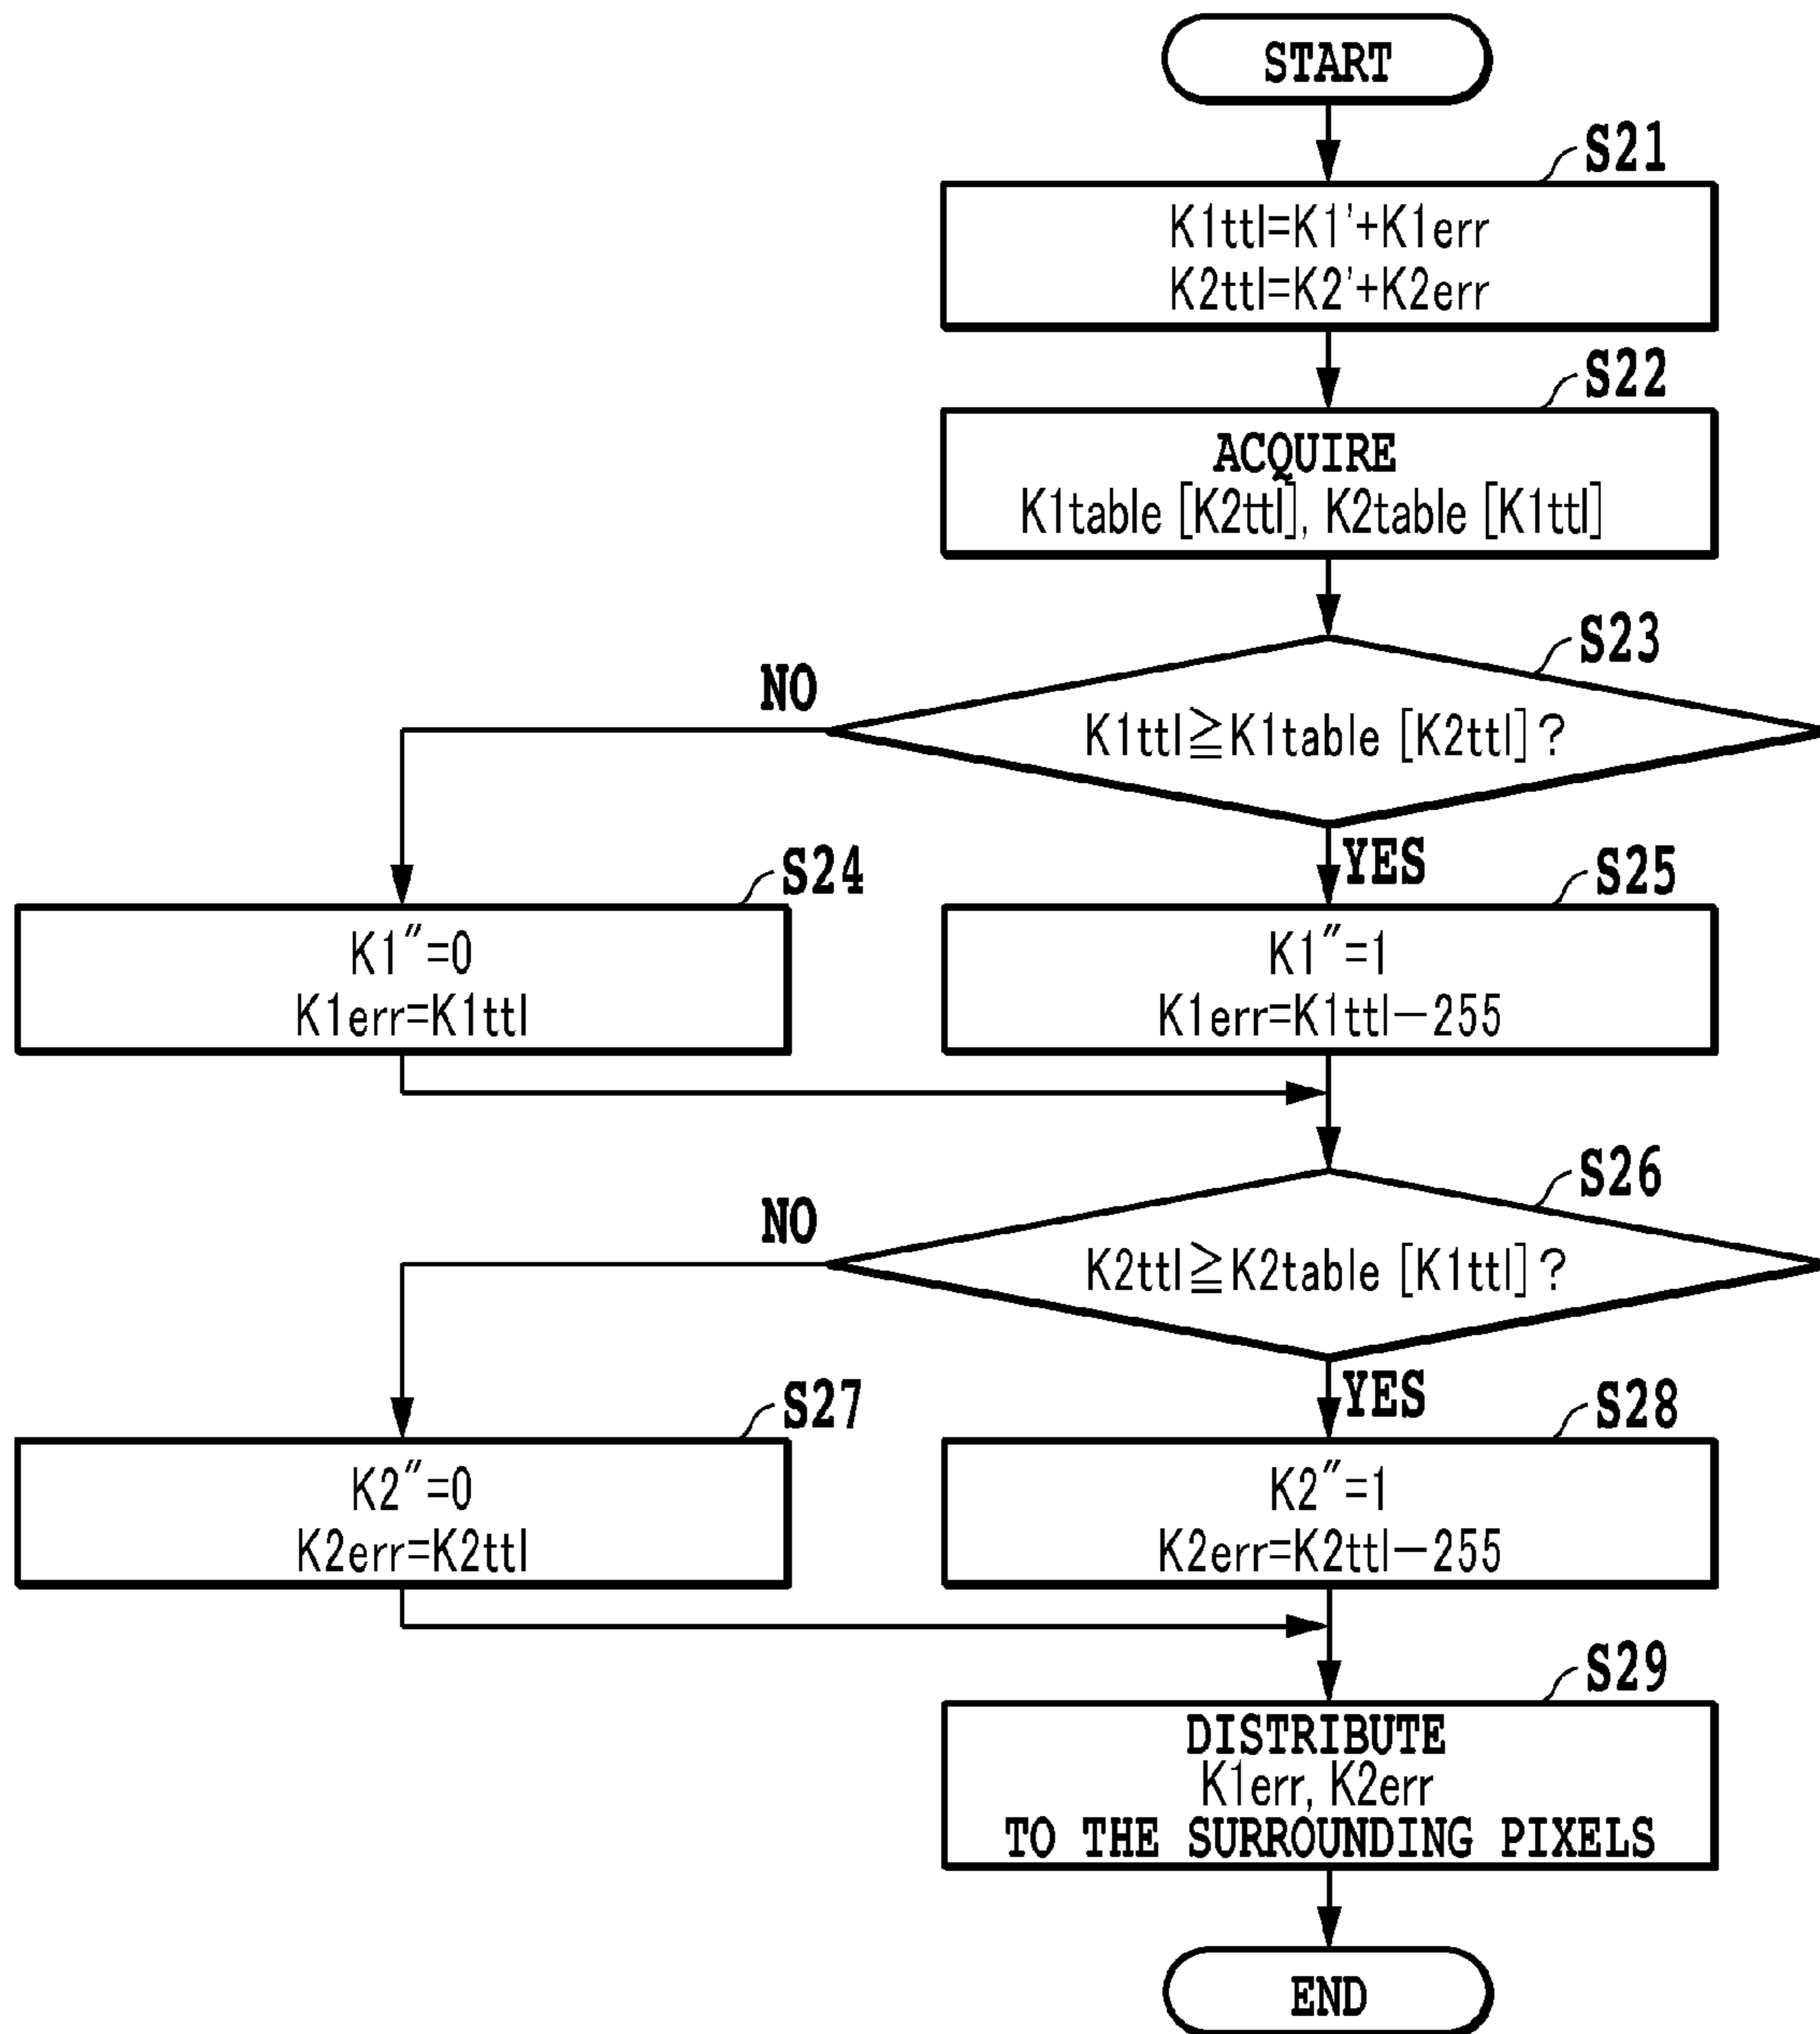 START
S21
K1ttl=K1'+K1err
K2ttl=K2'+K2err
S22
ACQUIRE
K1table [K2ttl], K2table [K1ttl]
S23
K1ttl≧K1table [K2ttl]?
NO
YES
S24
K1″=0
K1err=K1ttl
S25
K1″=1
K1err=K1ttl−255
S26
K2ttl≧K2table [K1ttl]?
NO
YES
S27
K2″=0
K2err=K2ttl
S28
K2″=1
K2err=K2ttl−255
S29
DISTRIBUTE
K1err, K2err
TO THE SURROUNDING PIXELS
END